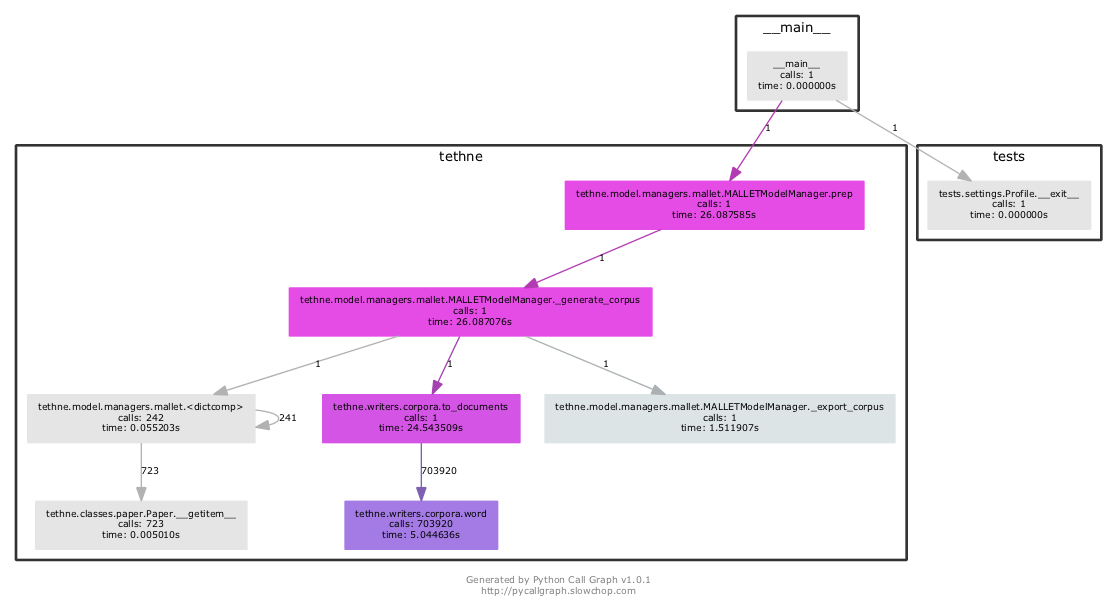 __main__
__main__
calls: 1
time: 0.000000s
1
1
tethne
tests
tethne.model.managers.mallet.MALLETModelManager.prep
calls: 1
time: 26.087585s
tests.settings.Profile.__exit__
calls: 1
time: 0.000000s
1
tethne.model.managers.mallet.MALLETModelManager._generate_corpus
calls: 1
time: 26.087076s
1
1
1
tethne.model.managers.mallet.<dictcomp>
calls: 242
time: 0.055203s
241
tethne.writers.corpora.to_documents
calls: 1
time: 24.543509s
tethne.model.managers.mallet.MALLETModelManager._export_corpus
calls: 1
time: 1.511907s
723
703920
tethne.classes.paper.Paper.__getitem__
calls: 723
time: 0.005010s
tethne.writers.corpora.word
calls: 703920
time: 5.044636s
Generated by Python Call Graph v1.0.1
http://pycallgraph.slowchop.com